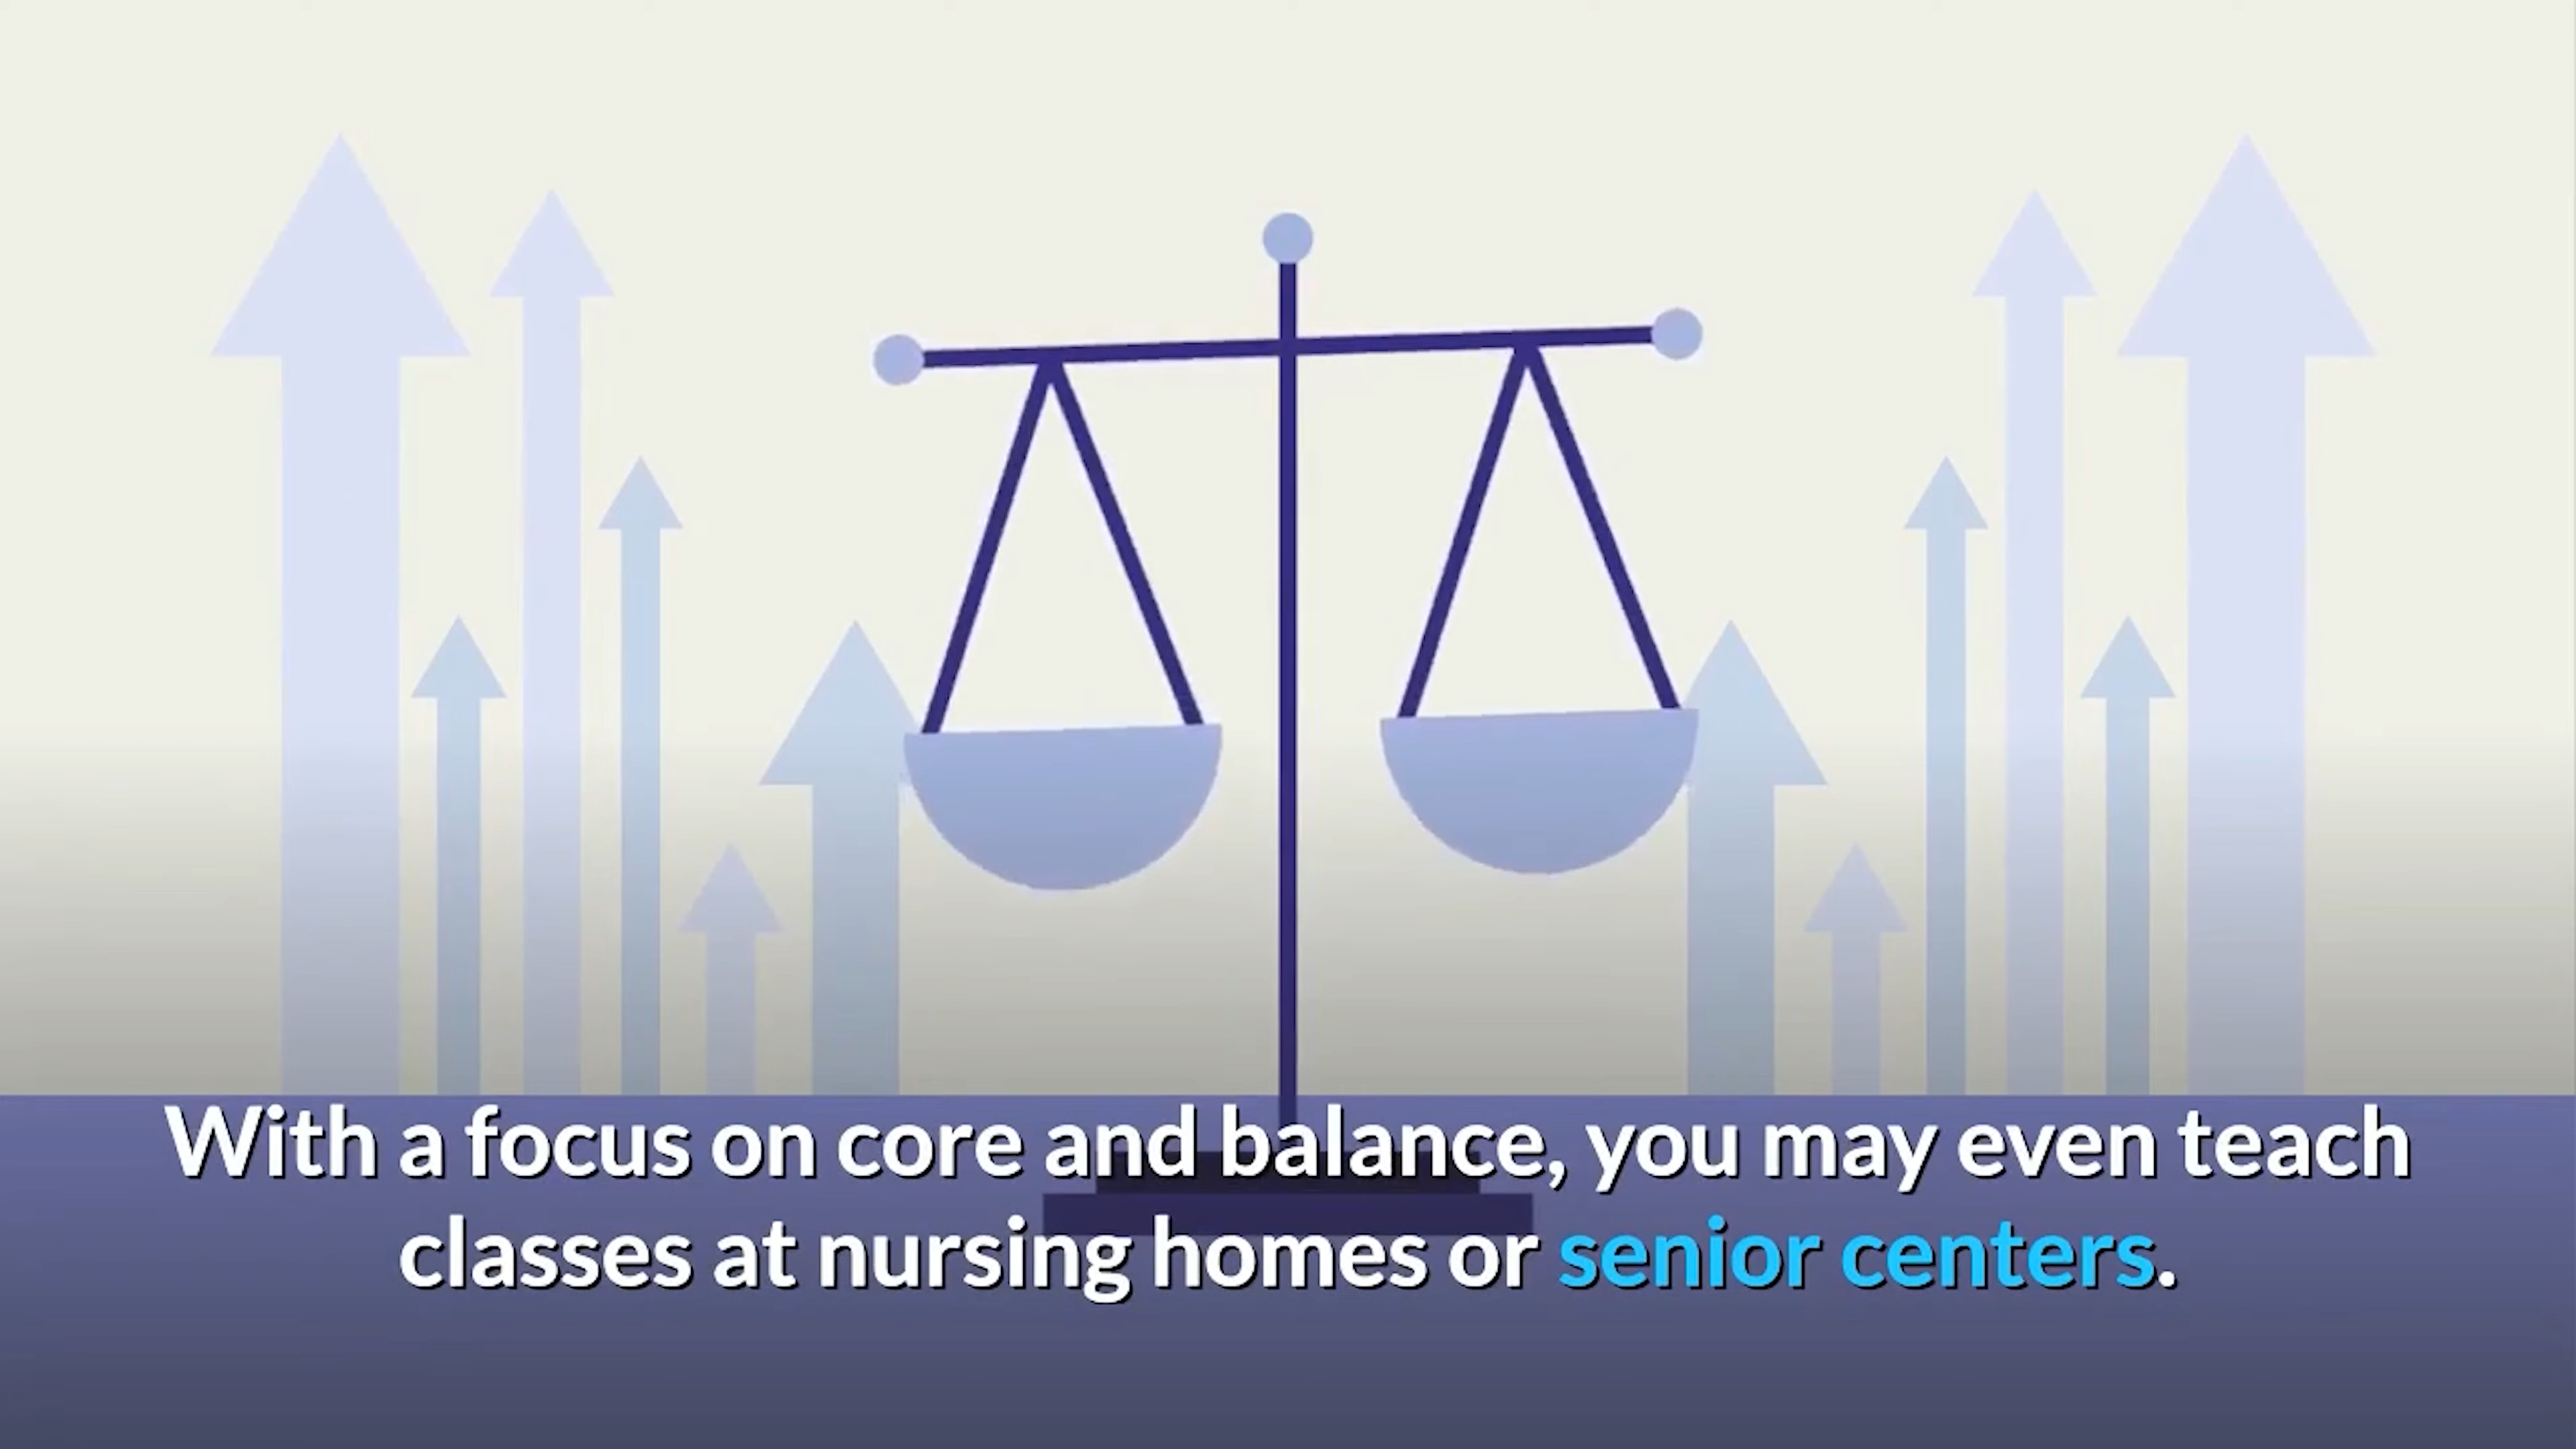 With a focus on core and balance, you may even teach
classes at nursing homes or senior centers.